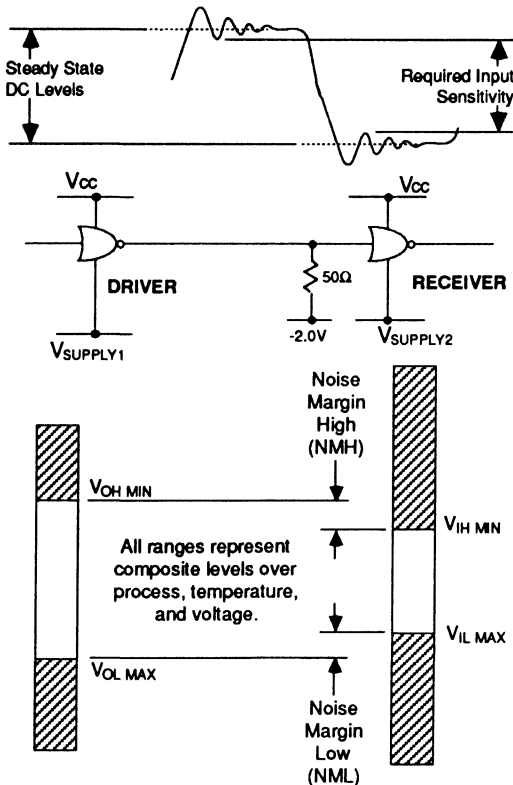 Steady State
DC Levels
Required Input
Sensitivity
VCC
VCC
DRIVER
50Ω
RECEIVER
-2.0V
VSUPPLY1
VSUPPLY2
Noise
Margin
High
(NMH)
VOH MIN
VIH MIN
All ranges represent
composite levels over
process, temperature,
and voltage.
VIL MAX
VOL MAX
Noise
Margin
Low
(NML)